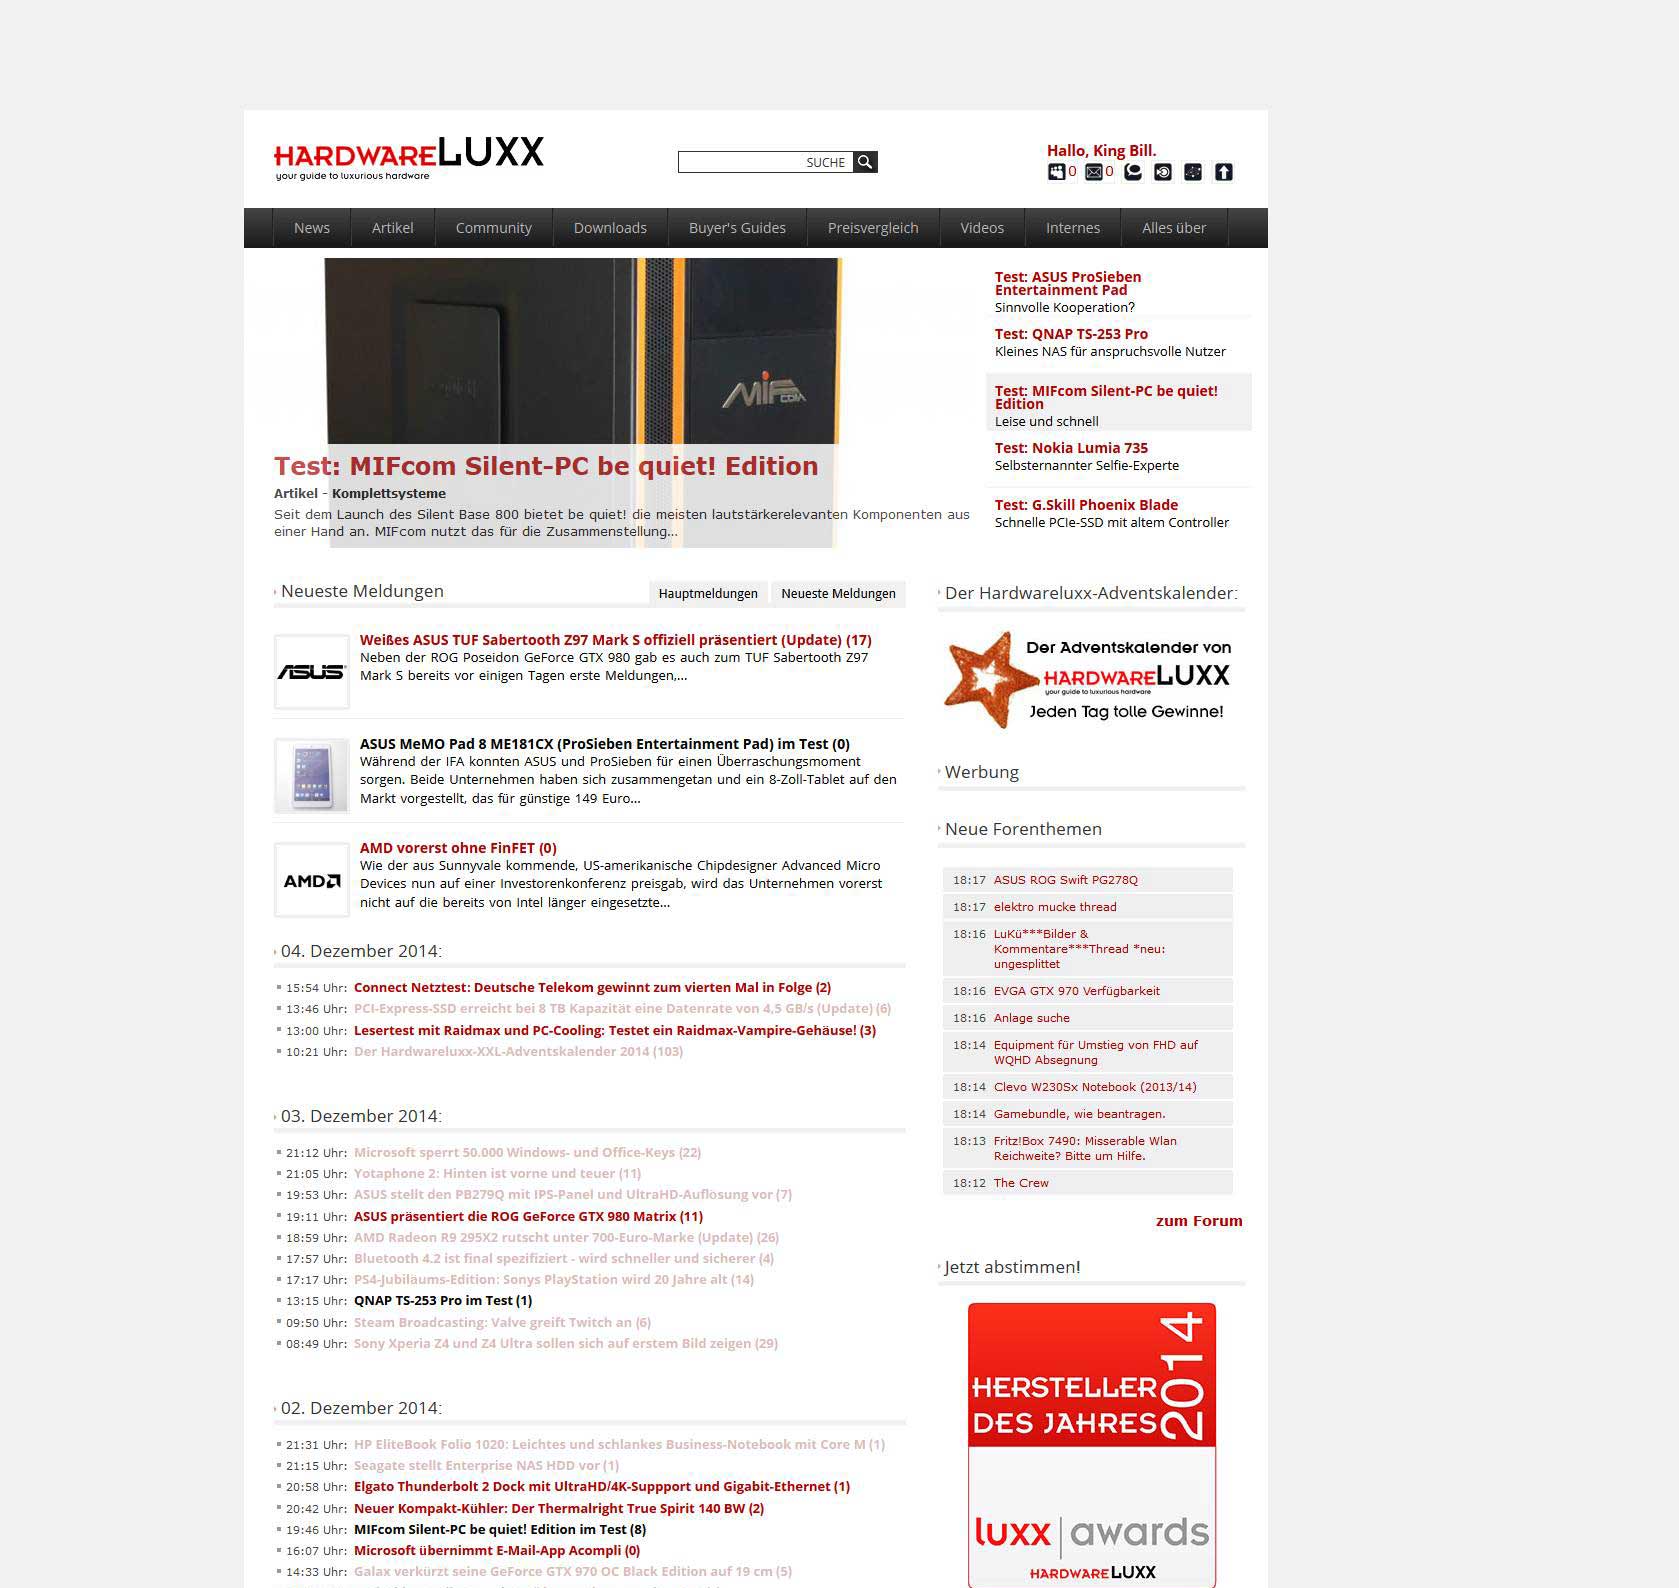 HARDWARELUXX
your guide to luxurious hardware
SUCHE
Hallo, King Bill.
0 0
News Artikel Community Downloads Buyer's Guides Preisvergleich Videos Internes Alles über
MIFCOM
Test: MIFcom Silent-PC be quiet! Edition
Artikel - Komplettsysteme
Seit dem Launch des Silent Base 800 bietet be quiet! die meisten lautstärkerelevanten Komponenten aus
einer Hand an. MIFcom nutzt das für die Zusammenstellung...
Test: ASUS ProSieben
Entertainment Pad
Sinnvolle Kooperation?
Test: QNAP TS-253 Pro
Kleines NAS für anspruchsvolle Nutzer
Test: MIFcom Silent-PC be quiet!
Edition
Leise und schnell
Test: Nokia Lumia 735
Selbsternannter Selfie-Experte
Test: G.Skill Phoenix Blade
Schnelle PCIe-SSD mit altem Controller
Neueste Meldungen
Hauptmeldungen Neueste Meldungen
ASUS
Weißes ASUS TUF Sabertooth Z97 Mark S offiziell präsentiert (Update) (17)
Neben der ROG Poseidon GeForce GTX 980 gab es auch zum TUF Sabertooth Z97
Mark S bereits vor einigen Tagen erste Meldungen,...
ASUS MeMO Pad 8 ME181CX (ProSieben Entertainment Pad) im Test (0)
Während der IFA konnten ASUS und ProSieben für einen Überraschungsmoment
sorgen. Beide Unternehmen haben sich zusammengetan und ein 8-Zoll-Tablet auf den
Markt vorgestellt, das für günstige 149 Euro...
AMD
AMD vorerst ohne FinFET (0)
Wie der aus Sunnyvale kommende, US-amerikanische Chipdesigner Advanced Micro
Devices nun auf einer Investorenkonferenz preisgab, wird das Unternehmen vorerst
nicht auf die bereits von Intel länger eingesetzte...
04. Dezember 2014:
15:54 Uhr: Connect Netztest: Deutsche Telekom gewinnt zum vierten Mal in Folge (2)
13:46 Uhr: PCI-Express-SSD erreicht bei 8 TB Kapazität eine Datenrate von 4,5 GB/s (Update) (6)
13:00 Uhr: Lesertest mit Raidmax und PC-Cooling: Testet ein Raidmax-Vampire-Gehäuse! (3)
10:21 Uhr: Der Hardwareluxx-XXL-Adventskalender 2014 (103)
03. Dezember 2014:
21:12 Uhr: Microsoft sperrt 50.000 Windows- und Office-Keys (22)
21:05 Uhr: Yotaphone 2: Hinten ist vorne und teuer (11)
19:53 Uhr: ASUS stellt den PB279Q mit IPS-Panel und UltraHD-Auflösung vor (7)
19:11 Uhr: ASUS präsentiert die ROG GeForce GTX 980 Matrix (11)
18:59 Uhr: AMD Radeon R9 295X2 rutscht unter 700-Euro-Marke (Update) (26)
17:57 Uhr: Bluetooth 4.2 ist final spezifiziert - wird schneller und sicherer (4)
17:17 Uhr: PS4-Jubiläums-Edition: Sonys PlayStation wird 20 Jahre alt (14)
13:15 Uhr: QNAP TS-253 Pro im Test (1)
09:50 Uhr: Steam Broadcasting: Valve greift Twitch an (6)
08:49 Uhr: Sony Xperia Z4 und Z4 Ultra sollen sich auf erstem Bild zeigen (29)
02. Dezember 2014:
21:31 Uhr: HP EliteBook Folio 1020: Leichtes und schlankes Business-Notebook mit Core M (1)
21:15 Uhr: Seagate stellt Enterprise NAS HDD vor (1)
20:58 Uhr: Elgato Thunderbolt 2 Dock mit UltraHD/4K-Suppport und Gigabit-Ethernet (1)
20:42 Uhr: Neuer Kompakt-Kühler: Der Thermalright True Spirit 140 BW (2)
19:46 Uhr: MIFcom Silent-PC be quiet! Edition im Test (8)
16:07 Uhr: Microsoft übernimmt E-Mail-App Acompli (0)
14:33 Uhr: Galax verkürzt seine GeForce GTX 970 OC Black Edition auf 19 cm (5)
Der Hardwareluxx-Adventskalender:
Der Adventskalender von
HARDWARELUXX
your guide to luxurious hardware
Jeden Tag tolle Gewinne!
Werbung
Neue Forenthemen
18:17 ASUS ROG Swift PG278Q
18:17 elektro mucke thread
18:16 LuKü***Bilder &
Kommentare***Thread *neu:
ungesplittet
18:16 EVGA GTX 970 Verfügbarkeit
18:16 Anlage suche
18:14 Equipment für Umstieg von FHD auf
WQHD Absegnung
18:14 Clevo W230Sx Notebook (2013/14)
18:14 Gamebundle, wie beantragen.
18:13 Fritz!Box 7490: Misserable Wlan
Reichweite? Bitte um Hilfe.
18:12 The Crew
zum Forum
Jetzt abstimmen!
HERSTELLER
DES JAHRES
2014
luxx|awards
HARDWARELUXX